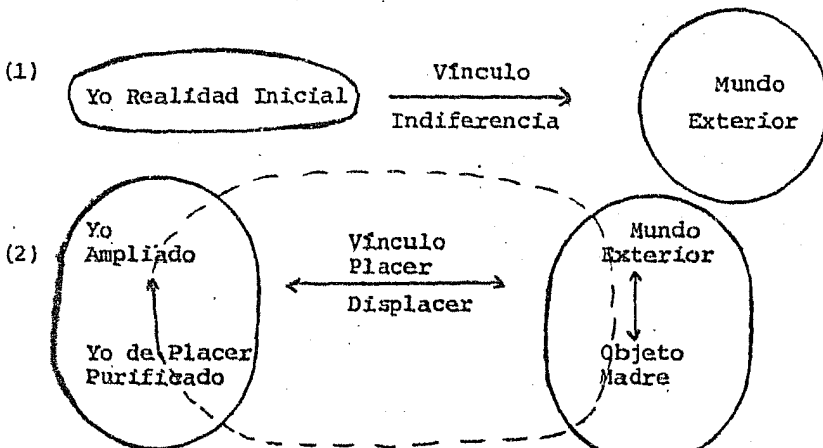 (1)
Yo Realidad Inicial
Vínculo
Indiferencia
Mundo
Exterior
(2)
Yo
Ampliado
Yo de Placer
Purificado
Vínculo
Placer
Displacer
Mundo
Exterior
Objeto
Madre